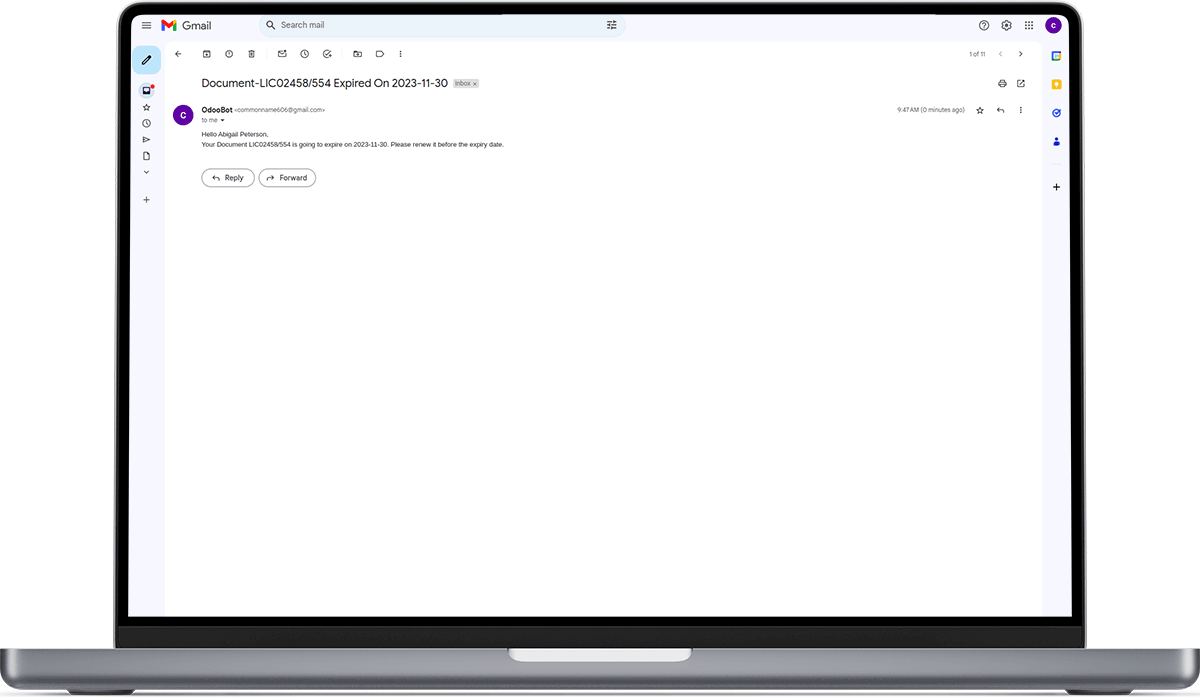 Gmail
Search mail
C
1 of 11
Document-LIC02458/554 Expired On 2023-11-30 Inbox ×
C
OdooBot <commonname606@gmail.com>
9:47 AM (0 minutes ago)
to me
Hello Abigail Peterson,
Your Document LIC02458/554 is going to expire on 2023-11-30. Please renew it before the expiry date.
Reply
Forward